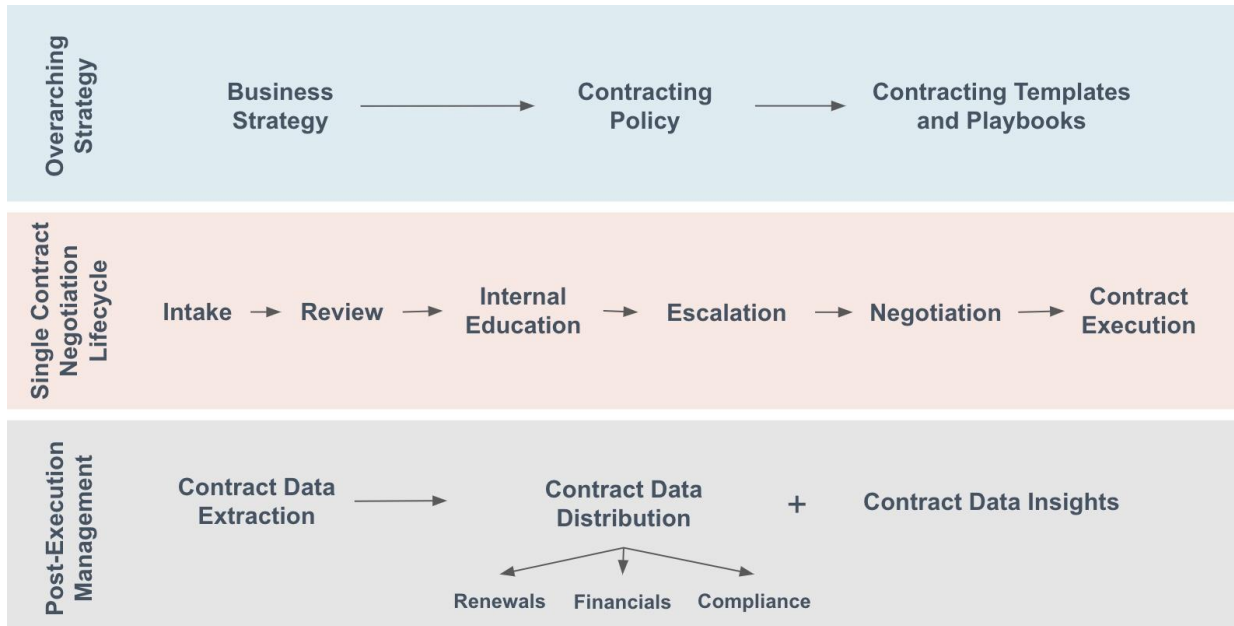 Overarching
Strategy
Business
Strategy
Contracting
Policy
Contracting Templates
and Playbooks
Single Contract
Negotiation
Lifecycle
Intake
Review
Internal
Education
Escalation
Negotiation
Contract
Execution
Post-Execution
Management
Contract Data
Extraction
Contract Data
Distribution
+
Contract Data Insights
Renewals
Financials
Compliance